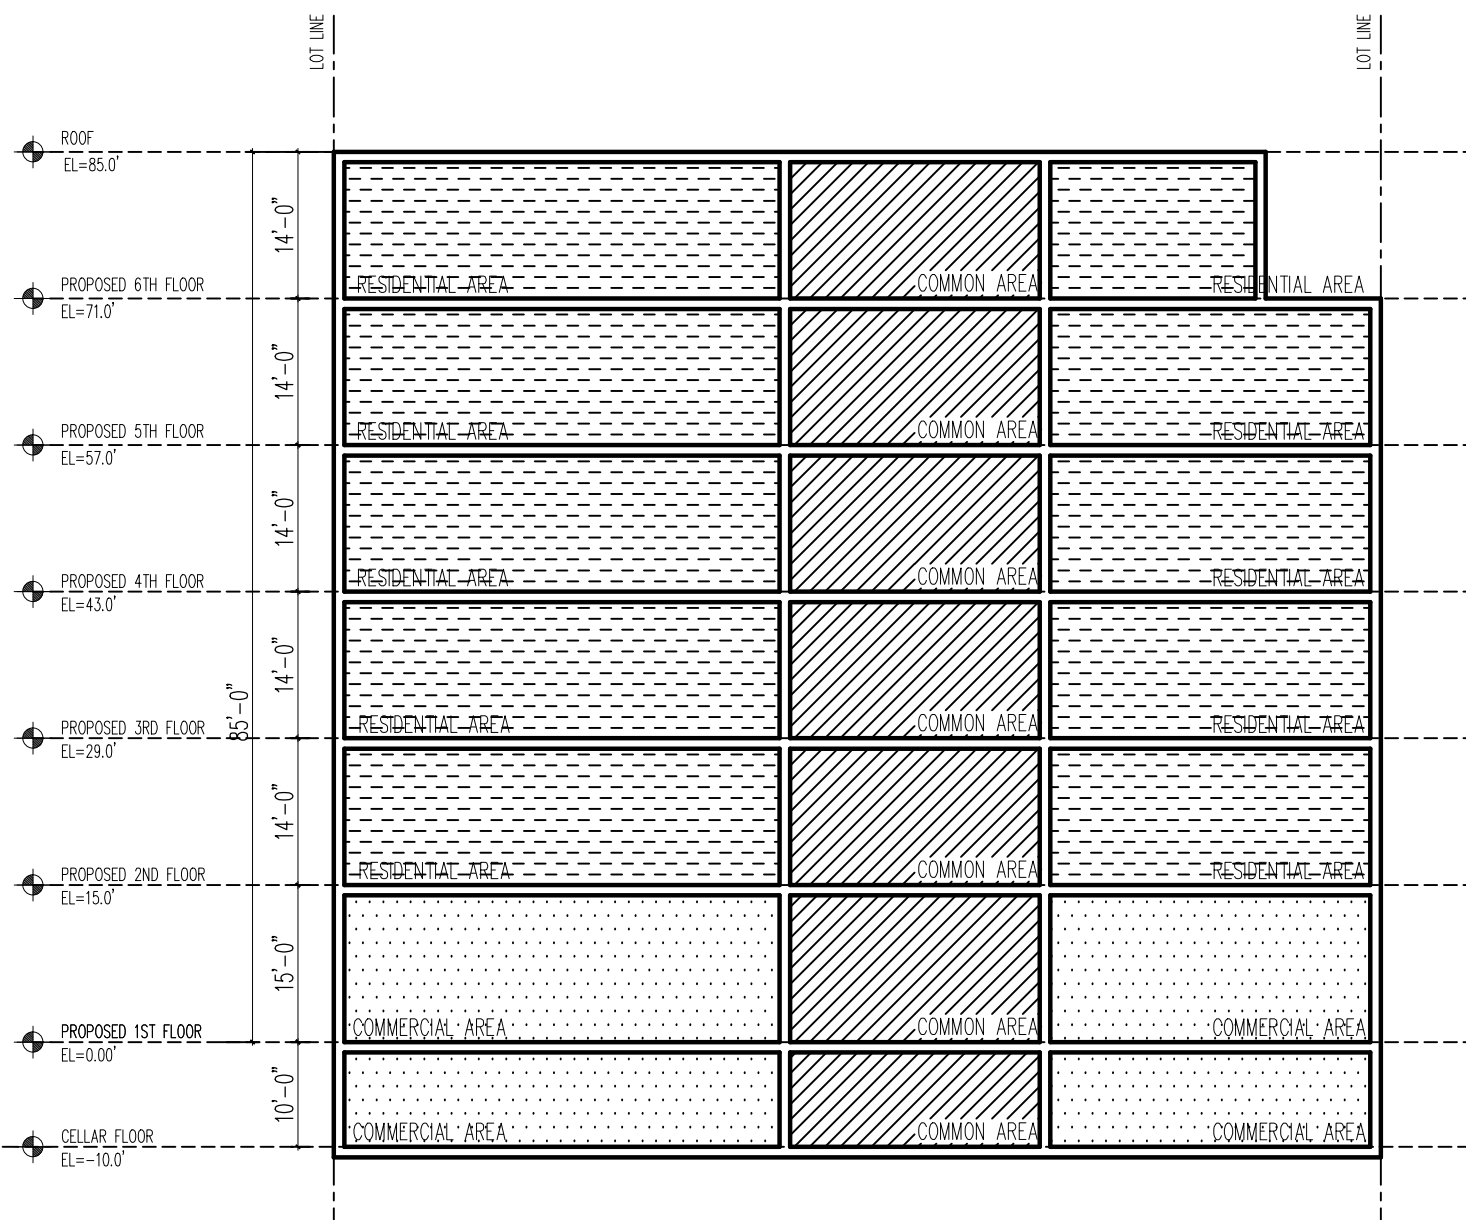 LOT LINE
LOT LINE
ROOF
EL=85.0'
14'-0"
PROPOSED 6TH FLOOR
RESIDENTIAL AREA
COMMON AREA
RESIDENTIAL AREA
EL=71.0'
14'-0"
PROPOSED 5TH FLOOR
RESIDENTIAL AREA
COMMON AREA
RESIDENTIAL AREA
EL=57.0'
14'-0"
PROPOSED 4TH FLOOR
RESIDENTIAL AREA
COMMON AREA
RESIDENTIAL AREA
EL=43.0'
14'-0"
85'-0"
PROPOSED 3RD FLOOR
RESIDENTIAL AREA
COMMON AREA
RESIDENTIAL AREA
EL=29.0'
14'-0"
PROPOSED 2ND FLOOR
RESIDENTIAL AREA
COMMON AREA
RESIDENTIAL AREA
EL=15.0'
15'-0"
PROPOSED 1ST FLOOR
COMMERCIAL AREA
COMMON AREA
COMMERCIAL AREA
EL=0.00'
10'-0"
CELLAR FLOOR
COMMERCIAL AREA
COMMON AREA
COMMERCIAL AREA
EL=-10.0'